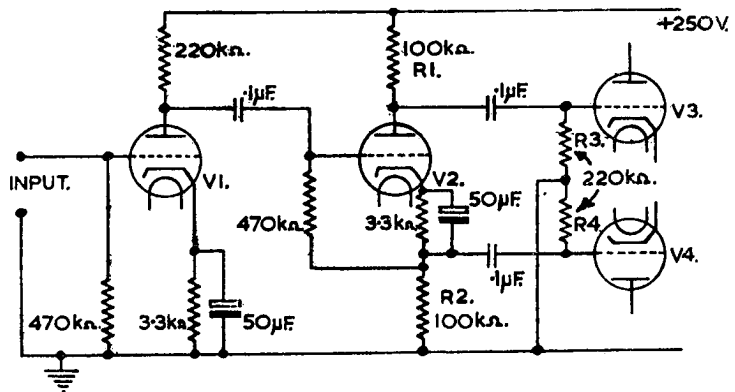 +250V.
220kΩ.
100kΩ.
R1.
.1µF.
.1µF.
V3.
R3.
INPUT.
V1.
V2.
220kΩ.
470kΩ.
3.3kΩ.
50µF.
R4.
V4.
.1µF.
470kΩ.
3.3kΩ.
50µF.
R2.
100kΩ.